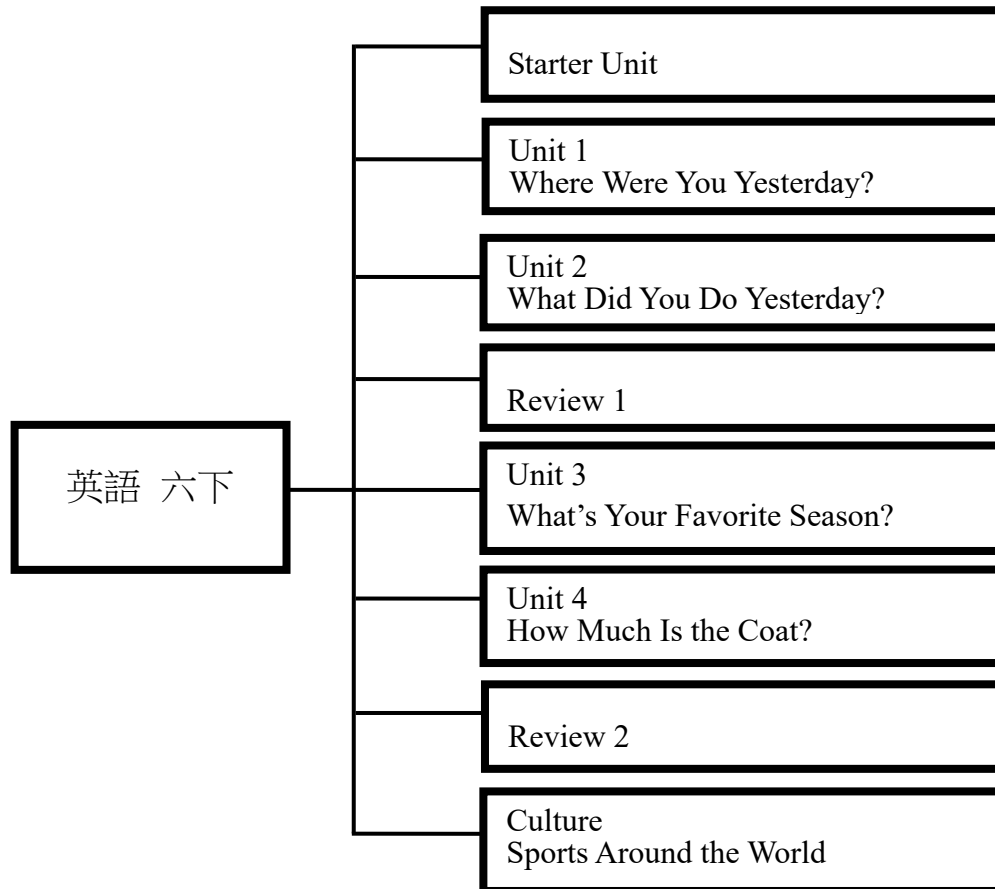 Starter Unit
Unit 1
Where Were You Yesterday?
Unit 2
What Did You Do Yesterday?
Review 1
英語 六下
Unit 3
What’s Your Favorite Season?
Unit 4
How Much Is the Coat?
Review 2
Culture
Sports Around the World